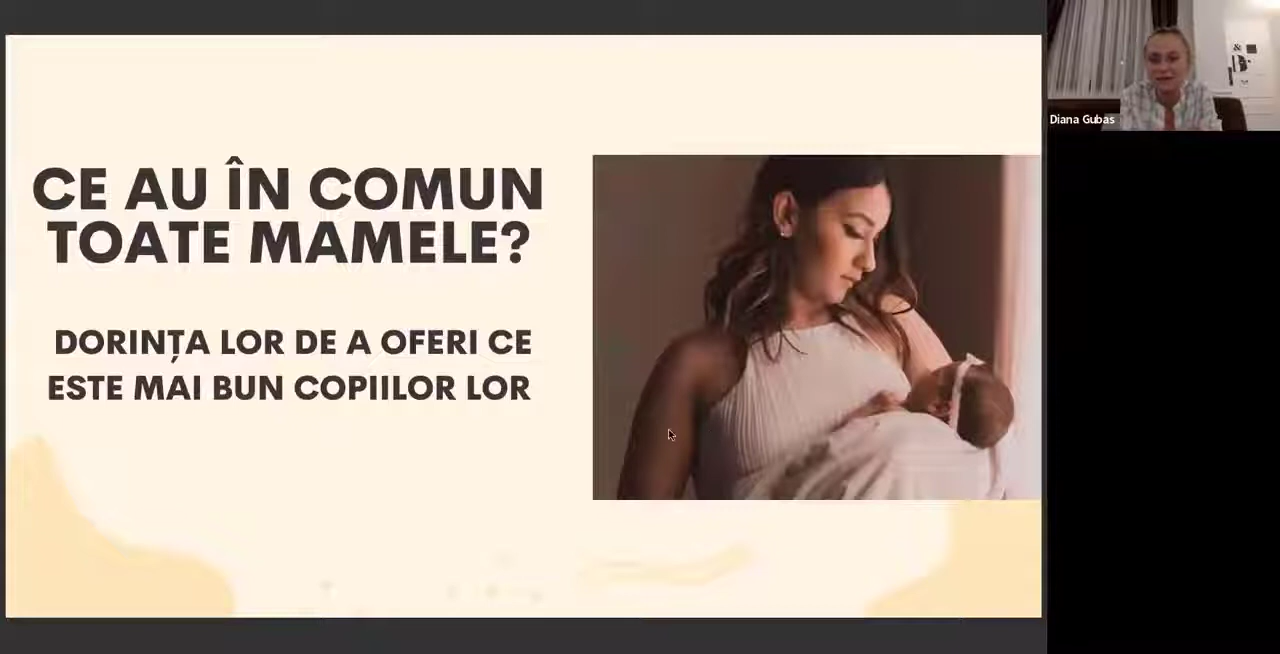 CE AU ÎN COMUN
TOATE MAMELE?
DORINȚA LOR DE A OFERI CE
ESTE MAI BUN COPIILOR LOR
Diana Gubas